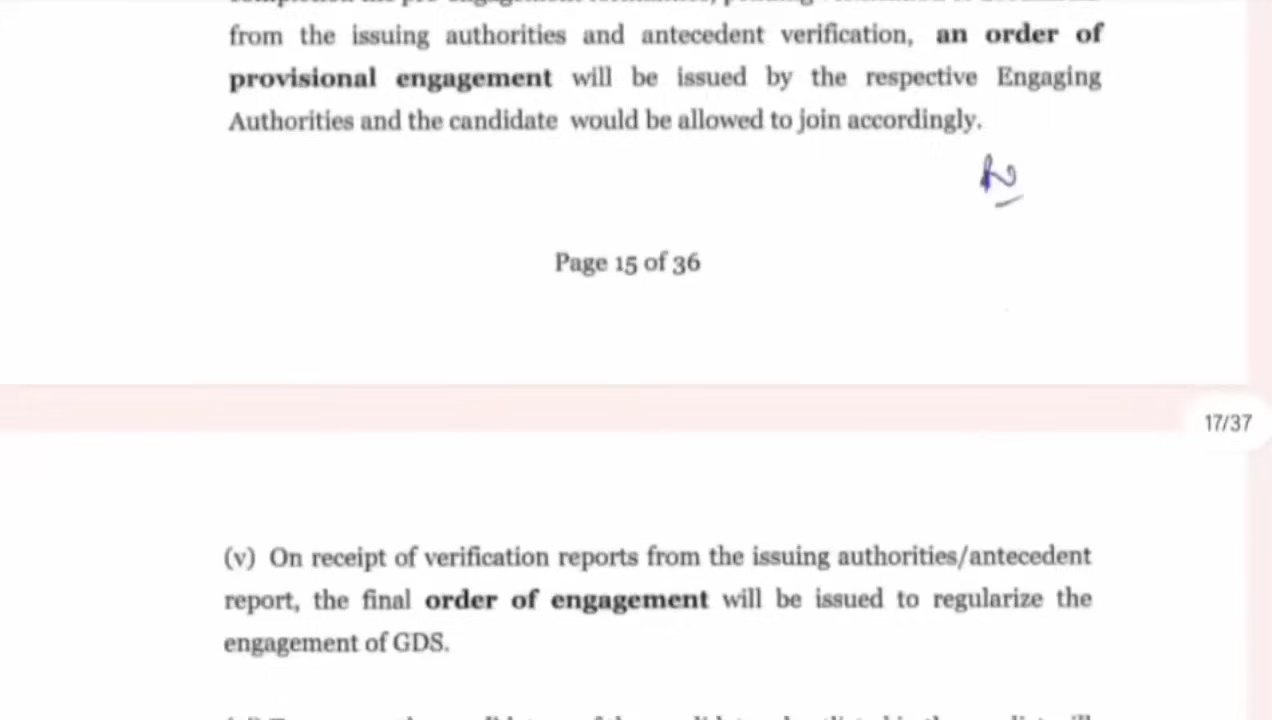 from the issuing authorities and antecedent verification, an order of
provisional engagement will be issued by the respective Engaging
Authorities and the candidate would be allowed to join accordingly.
Page 15 of 36
17/37
(v) On receipt of verification reports from the issuing authorities/antecedent
report, the final order of engagement will be issued to regularize the
engagement of GDS.